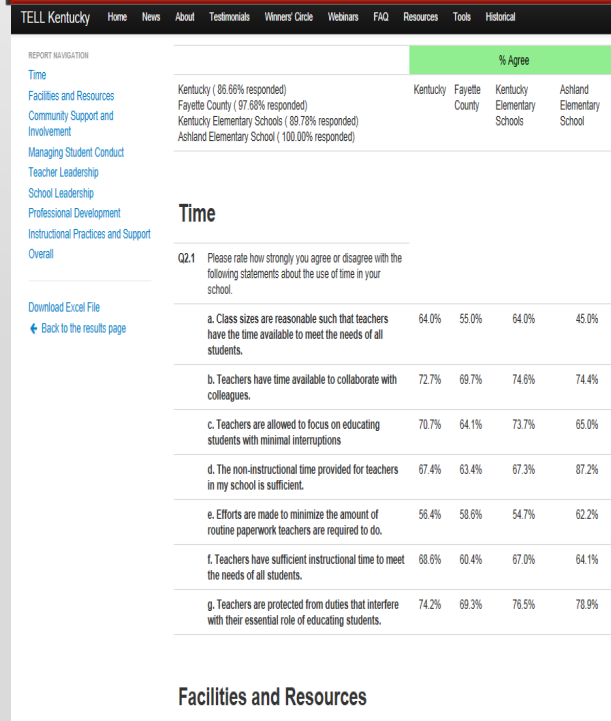 TELL Kentucky Home News About Testimonials Winners' Circle Webinars FAQ Resources Tools Historical
REPORT NAVIGATION
Time
Facilities and Resources
Community Support and
Involvement
Managing Student Conduct
Teacher Leadership
School Leadership
Professional Development
Instructional Practices and Support
Overall
Download Excel File
← Back to the results page
% Agree
Kentucky ( 86.66% responded)
Fayette County ( 97.68% responded)
Kentucky Elementary Schools ( 89.78% responded)
Ashland Elementary School ( 100.00% responded)
Kentucky Fayette Kentucky Ashland
County Elementary Elementary
Schools School
Time
Q2.1 Please rate how strongly you agree or disagree with the
following statements about the use of time in your
school.
a. Class sizes are reasonable such that teachers 64.0% 55.0% 64.0% 45.0%
have the time available to meet the needs of all
students.
b. Teachers have time available to collaborate with 72.7% 69.7% 74.6% 74.4%
colleagues.
c. Teachers are allowed to focus on educating 70.7% 64.1% 73.7% 65.0%
students with minimal interruptions
d. The non-instructional time provided for teachers 67.4% 63.4% 67.3% 87.2%
in my school is sufficient.
e. Efforts are made to minimize the amount of 56.4% 58.6% 54.7% 62.2%
routine paperwork teachers are required to do.
f. Teachers have sufficient instructional time to meet 68.6% 60.4% 67.0% 64.1%
the needs of all students.
g. Teachers are protected from duties that interfere 74.2% 69.3% 76.5% 78.9%
with their essential role of educating students.
Facilities and Resources